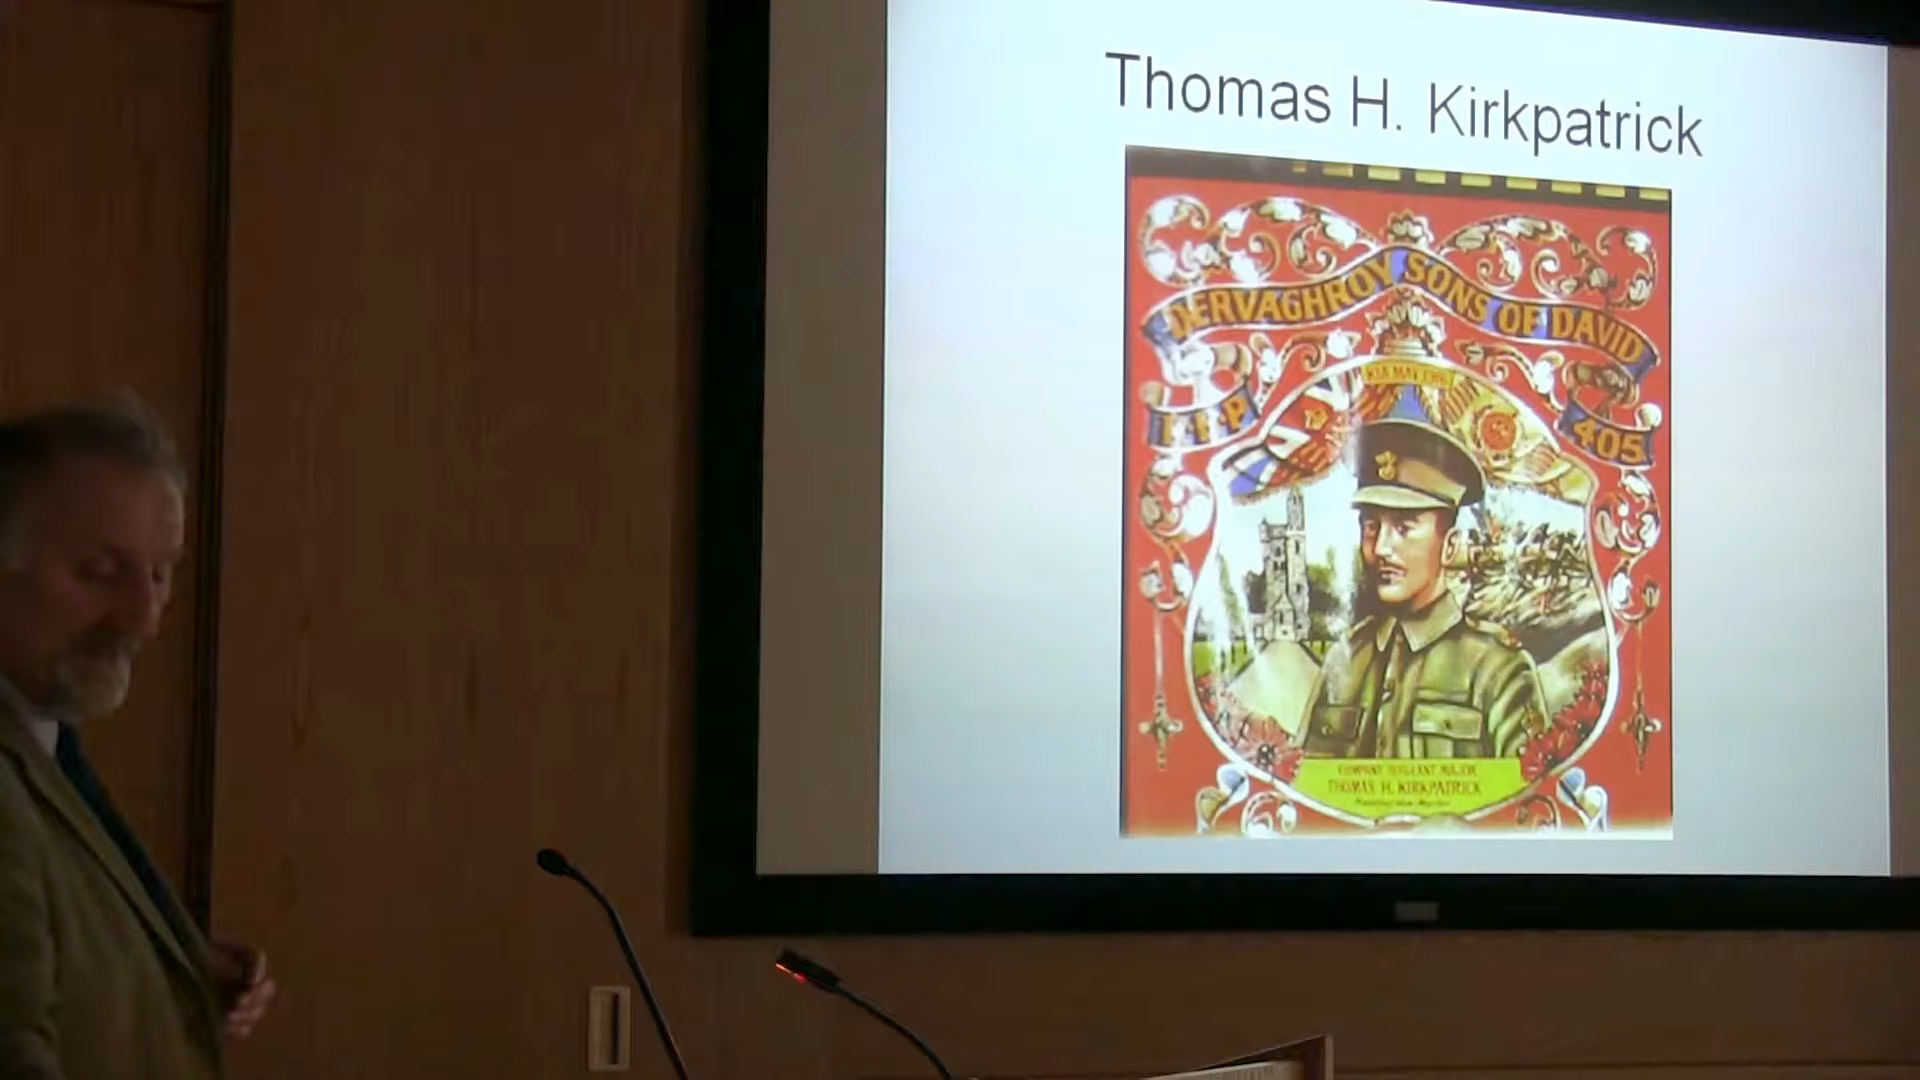 Thomas H. Kirkpatrick
DERVAGHROY SONS OF DAVID
405
COMPANY SERGEANT MAJOR
THOMAS H. KIRKPATRICK